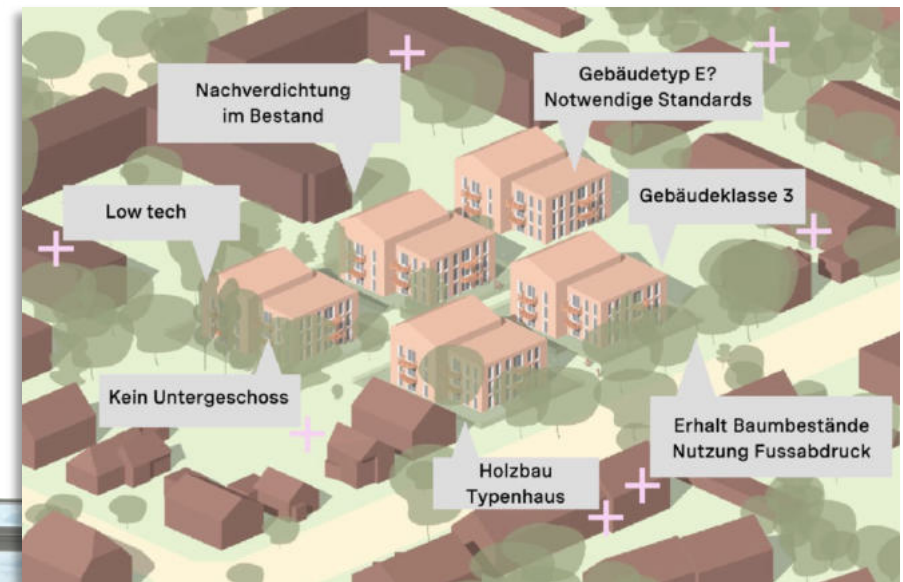 Nachverdichtung
im Bestand
Gebäudetyp E?
Notwendige Standards
Low tech
Gebäudeklasse 3
Kein Untergeschoss
Erhalt Baumbestände
Nutzung Fussabdruck
Holzbau
Typenhaus